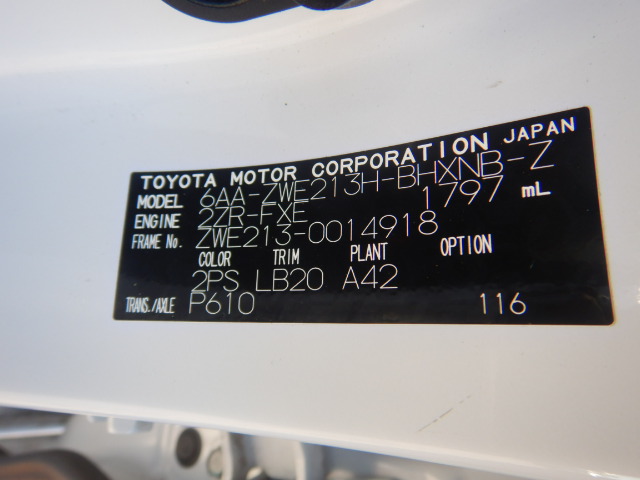 TOYOTA MOTOR CORPORATION JAPAN
MODEL 6AA-ZWE213H-BHXNB-Z
ENGINE 2ZR-FXE 1797 mL
FRAME No. ZWE213-0014918
COLOR TRIM PLANT OPTION
2PS LB20 A42
TRANS./AXLE P610 116